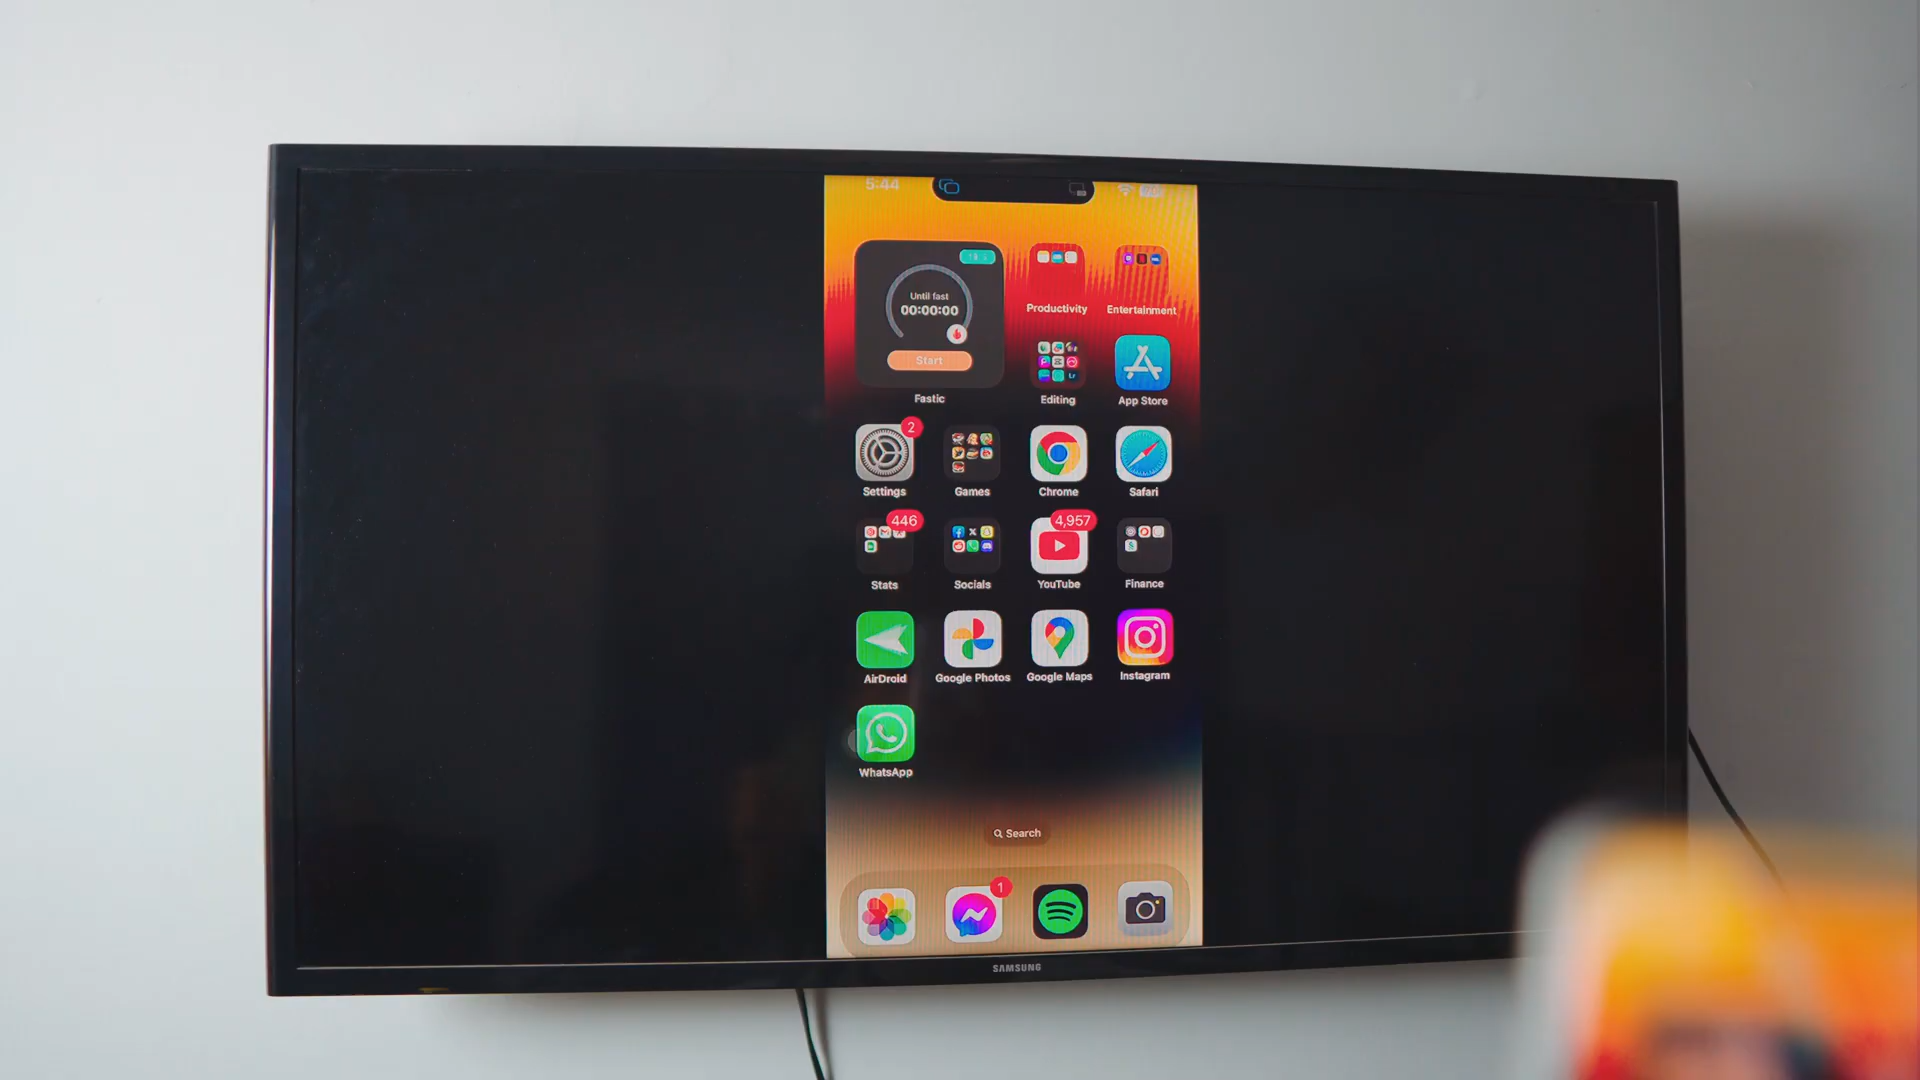 5:44
Until fast
00:00:00
Start
Fastic
Productivity
Entertainment
Editing
App Store
2
Settings
Games
Chrome
Safari
446
Stats
Socials
4,957
YouTube
Finance
AirDroid
Google Photos
Google Maps
Instagram
WhatsApp
Search
1
SAMSUNG